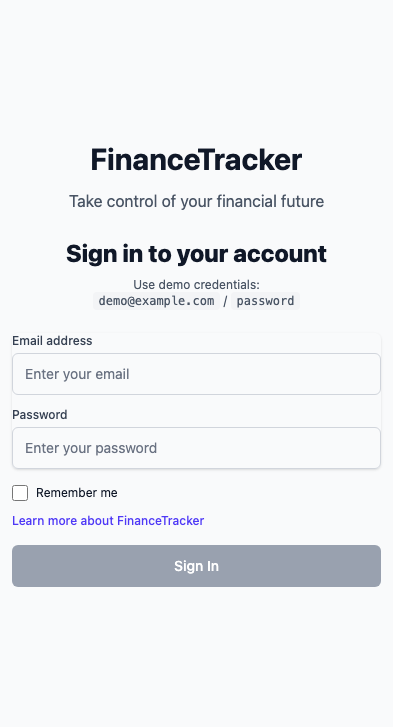 FinanceTracker
Take control of your financial future
Sign in to your account
Use demo credentials:
demo@example.com / password
Email address
Enter your email
Password
Enter your password
Remember me
Learn more about FinanceTracker
Sign In